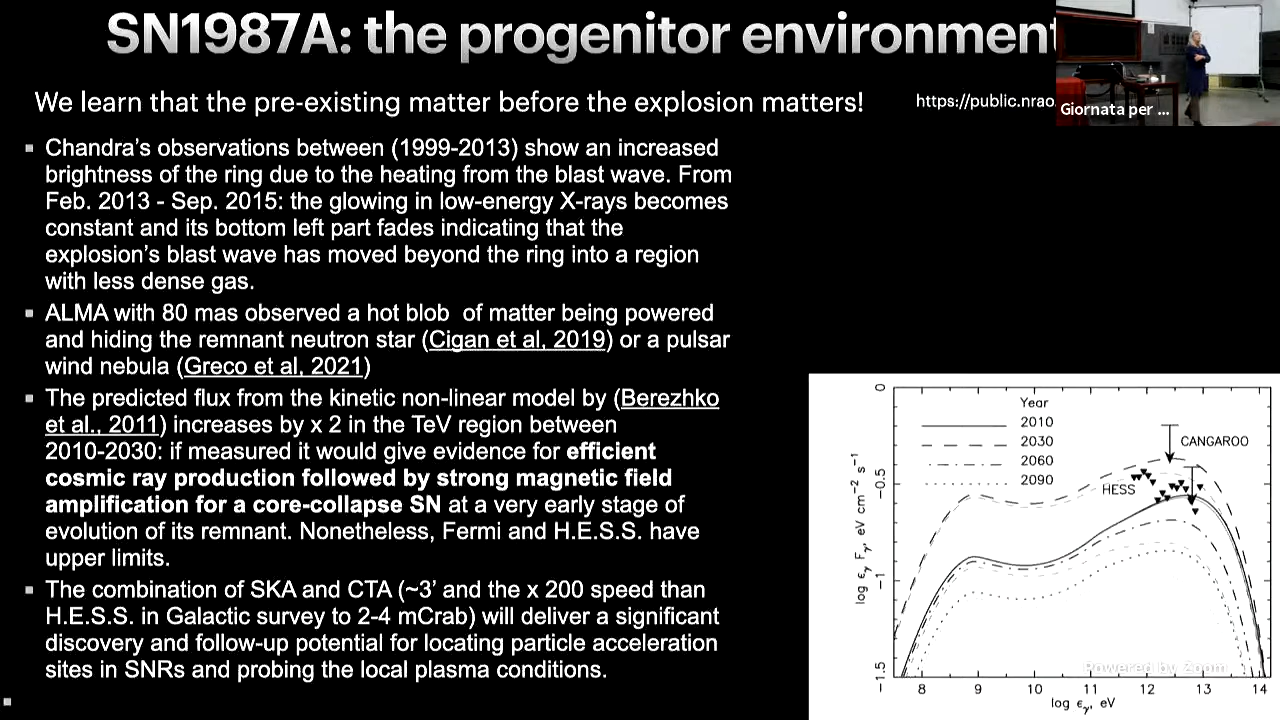 SN1987A: the progenitor environment
We learn that the pre-existing matter before the explosion matters!
https://public.nrao.
Giornata per ...
Chandra's observations between (1999-2013) show an increased
brightness of the ring due to the heating from the blast wave. From
Feb. 2013 - Sep. 2015: the glowing in low-energy X-rays becomes
constant and its bottom left part fades indicating that the
explosion's blast wave has moved beyond the ring into a region
with less dense gas.
ALMA with 80 mas observed a hot blob of matter being powered
and hiding the remnant neutron star (Cigan et al, 2019) or a pulsar
wind nebula (Greco et al, 2021)
The predicted flux from the kinetic non-linear model by (Berezhko
et al., 2011) increases by x 2 in the TeV region between
2010-2030: if measured it would give evidence for efficient
cosmic ray production followed by strong magnetic field
amplification for a core-collapse SN at a very early stage of
evolution of its remnant. Nonetheless, Fermi and H.E.S.S. have
upper limits.
The combination of SKA and CTA (~3' and the x 200 speed than
H.E.S.S. in Galactic survey to 2-4 mCrab) will deliver a significant
discovery and follow-up potential for locating particle acceleration
sites in SNRs and probing the local plasma conditions.
Year
2010
2030
2060
2090
CANGAROO
HESS
0
-0.5
-1
-1.5
log ϵγ Fγ, eV cm⁻² s⁻¹
8 9 10 11 12 13 14
log ϵγ, eV
Powered by Zoom